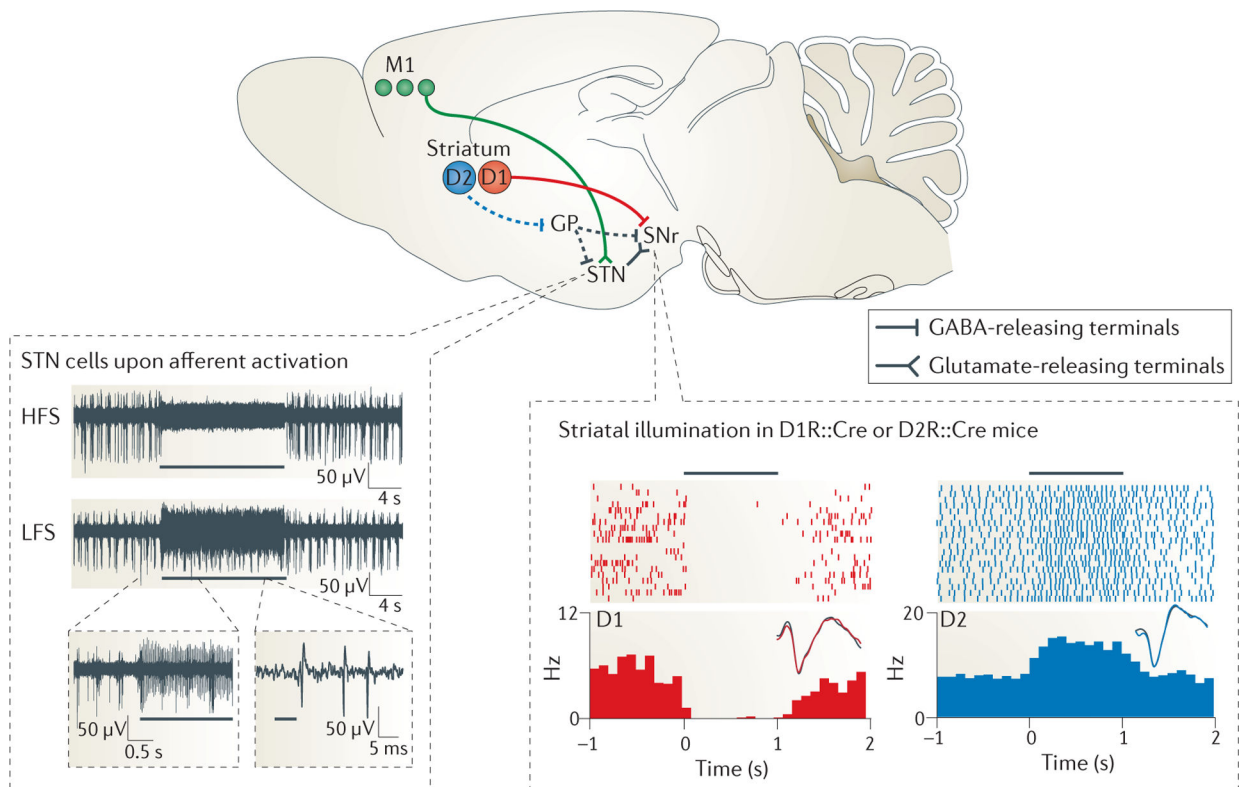 M1
Striatum
D2 D1
GP
SNr
STN
GABA-releasing terminals
Glutamate-releasing terminals
STN cells upon afferent activation
HFS
50 µV
4 s
LFS
50 µV
4 s
50 µV
0.5 s
50 µV
5 ms
Striatal illumination in D1R::Cre or D2R::Cre mice
12
D1
Hz
0
–1 0 1 2
Time (s)
20
D2
Hz
0
–1 0 1 2
Time (s)